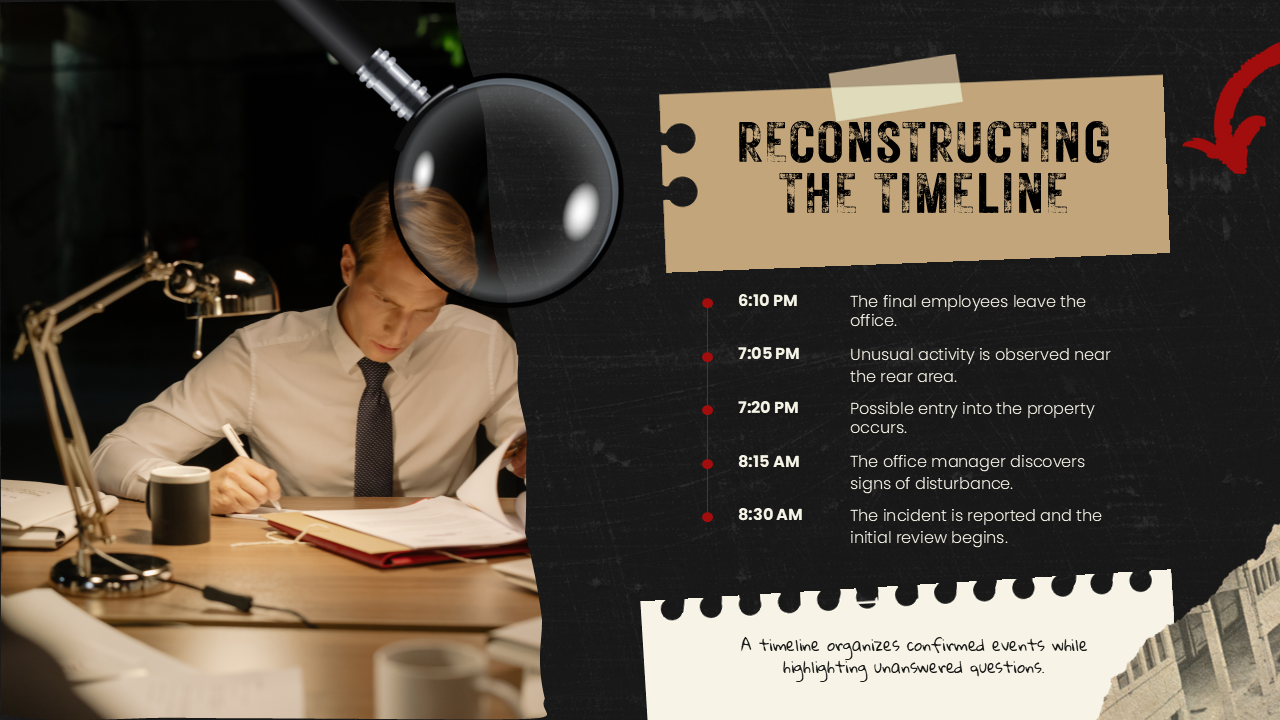 RECONSTRUCTING
THE TIMELINE
6:10 PM The final employees leave the
office.
7:05 PM Unusual activity is observed near
the rear area.
7:20 PM Possible entry into the property
occurs.
8:15 AM The office manager discovers
signs of disturbance.
8:30 AM The incident is reported and the
initial review begins.
A timeline organizes confirmed events while
highlighting unanswered questions.